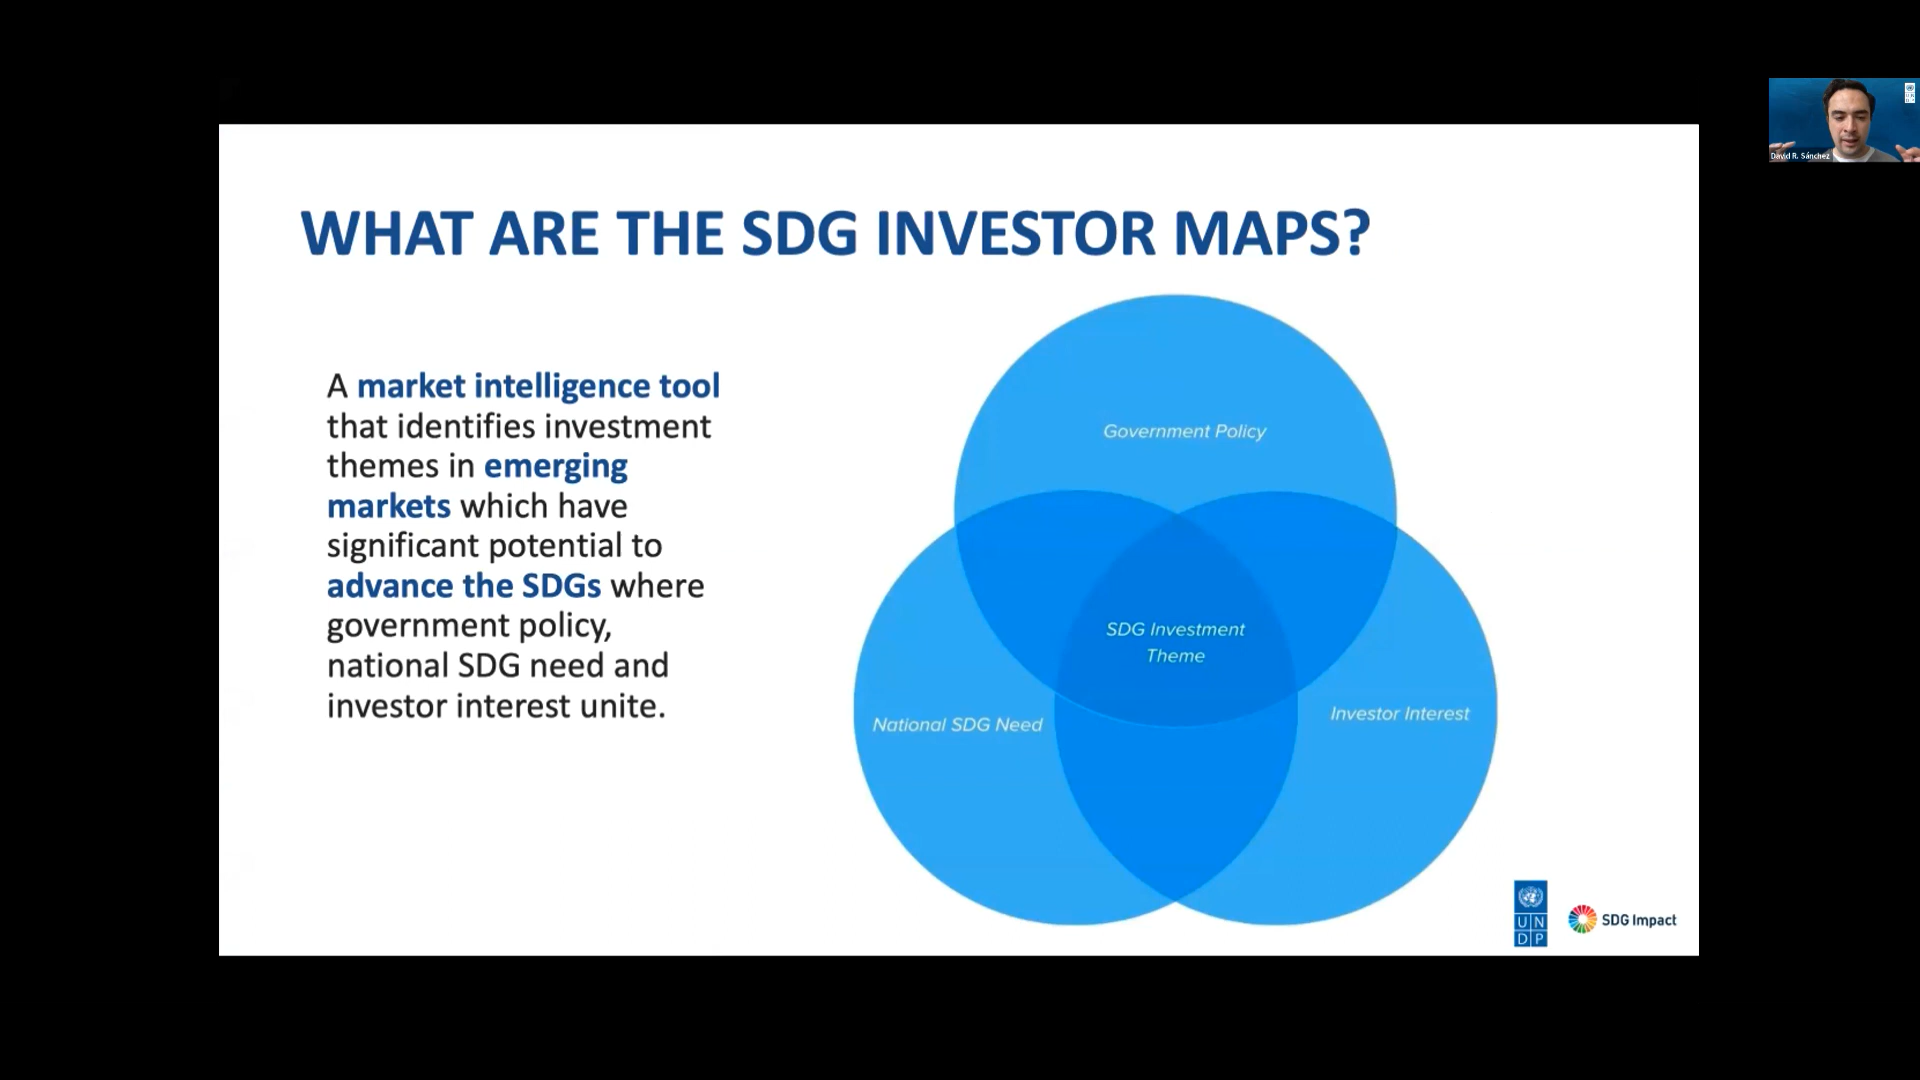 David R. Sánchez
WHAT ARE THE SDG INVESTOR MAPS?
A market intelligence tool
that identifies investment
themes in emerging
markets which have
significant potential to
advance the SDGs where
government policy,
national SDG need and
investor interest unite.
Government Policy
SDG Investment
Theme
National SDG Need
Investor Interest
U N
D P
SDG Impact